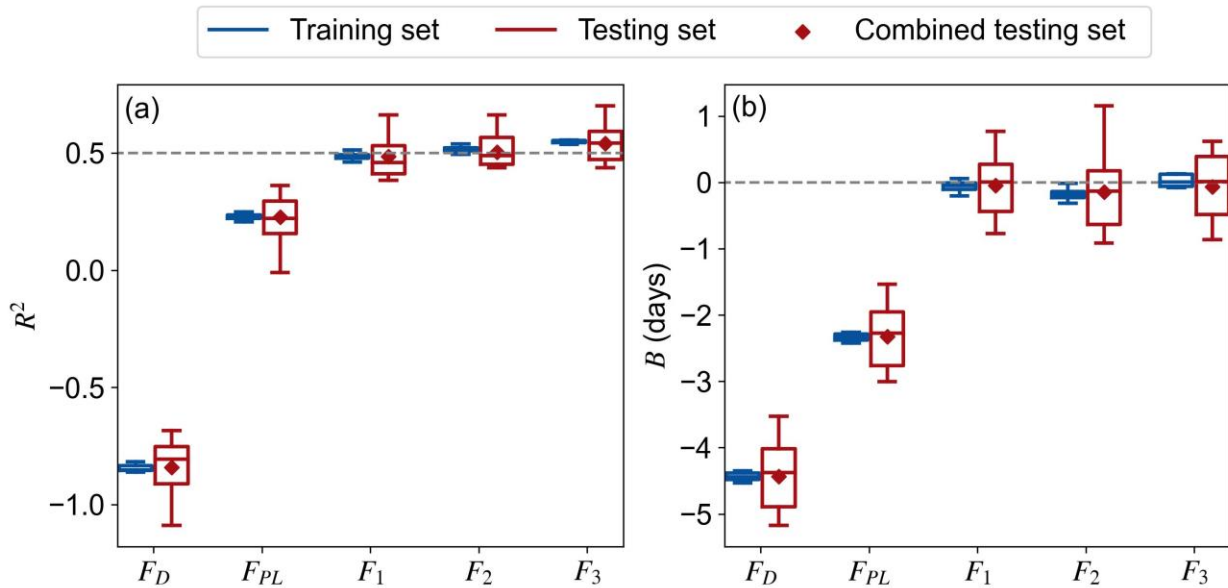 Training set
Testing set
Combined testing set
(a)
R²
0.5
0.0
−0.5
−1.0
F_D
F_PL
F_1
F_2
F_3
(b)
B (days)
1
0
−1
−2
−3
−4
−5
F_D
F_PL
F_1
F_2
F_3